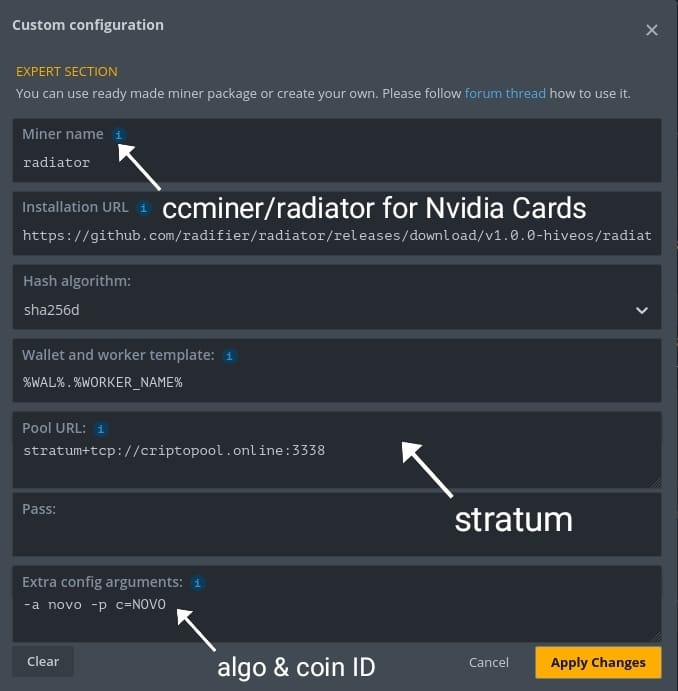 Custom configuration
EXPERT SECTION
You can use ready made miner package or create your own. Please follow forum thread how to use it.
Miner name
radiator
Installation URL
ccminer/radiator for Nvidia Cards
https://github.com/radifier/radiator/releases/download/v1.0.0-hiveos/radiat
Hash algorithm:
sha256d
Wallet and worker template:
%WAL%.%WORKER_NAME%
Pool URL:
stratum+tcp://criptopool.online:3338
stratum
Pass:
Extra config arguments:
-a novo -p c=NOVO
algo & coin ID
Clear
Cancel
Apply Changes